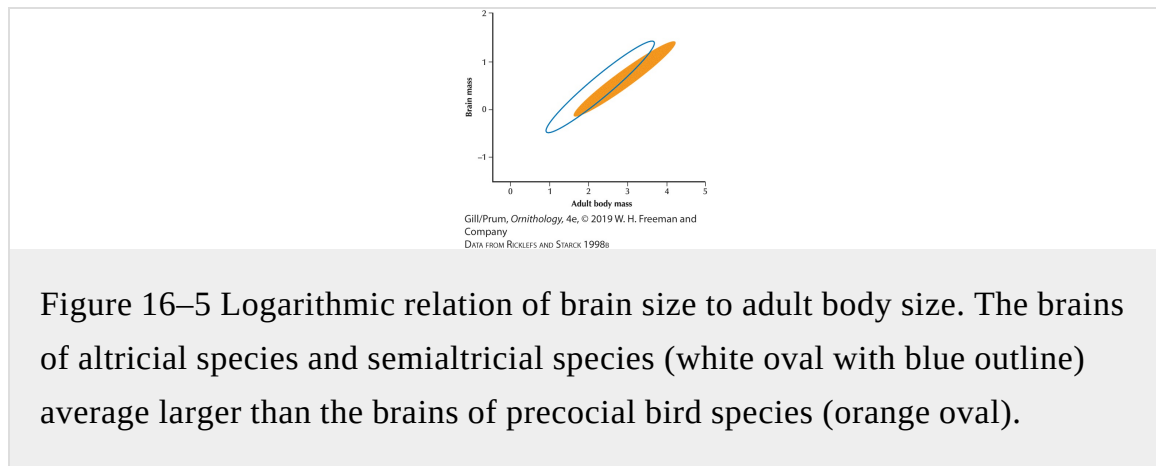 2
1
Brain mass
0
–1
0 1 2 3 4 5
Adult body mass
Gill/Prum, Ornithology, 4e, © 2019 W. H. Freeman and
Company
DATA FROM RICKLEFS AND STARCK 1998B
Figure 16–5 Logarithmic relation of brain size to adult body size. The brains
of altricial species and semialtricial species (white oval with blue outline)
average larger than the brains of precocial bird species (orange oval).